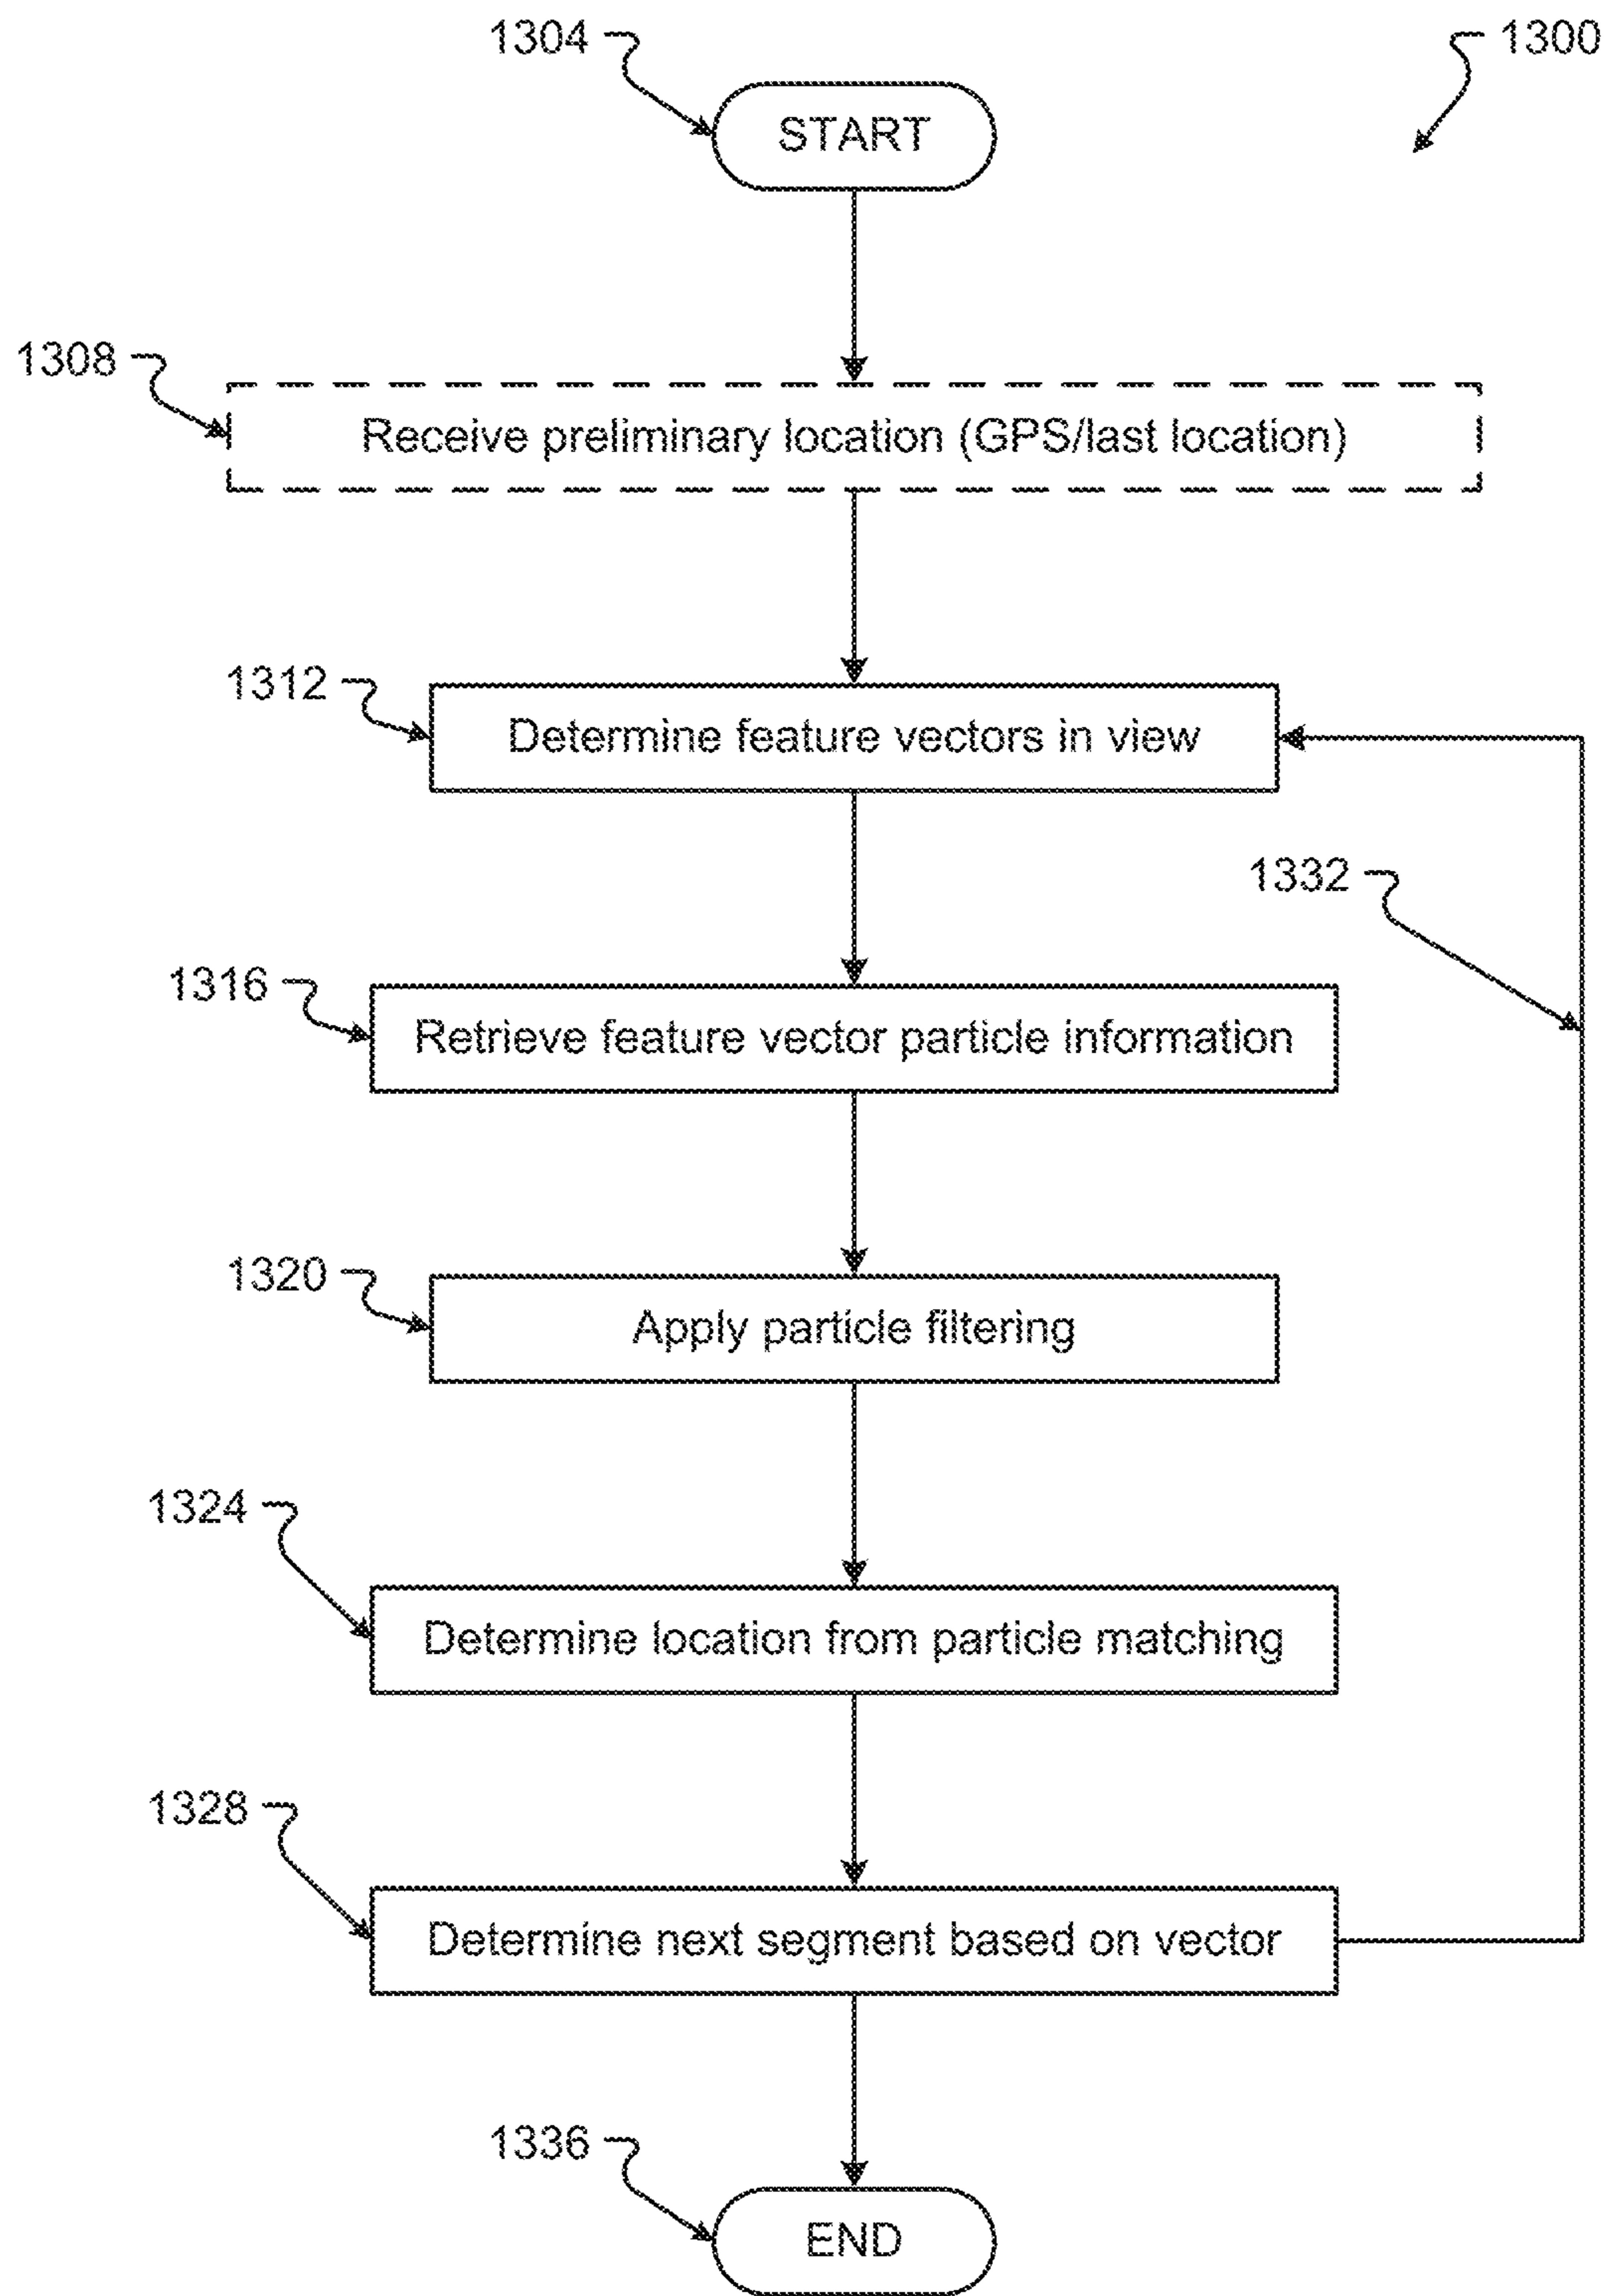 1304
1300
START
1308
Receive preliminary location (GPS/last location)
1312
Determine feature vectors in view
1332
1316
Retrieve feature vector particle information
1320
Apply particle filtering
1324
Determine location from particle matching
1328
Determine next segment based on vector
1336
END